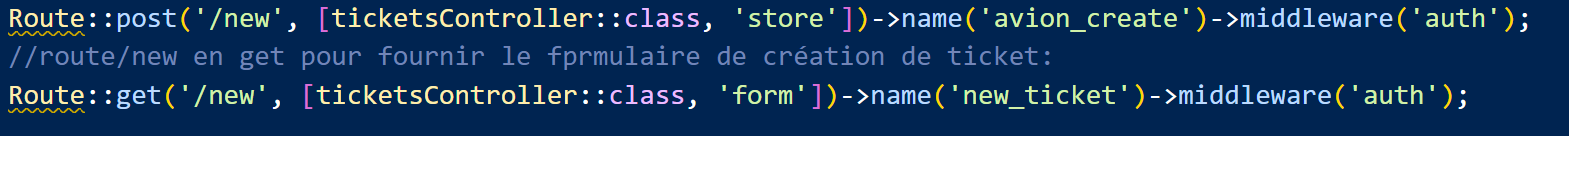 Route::post('/new', [ticketsController::class, 'store'])->name('avion_create')->middleware('auth');
//route/new en get pour fournir le fprmulaire de création de ticket:
Route::get('/new', [ticketsController::class, 'form'])->name('new_ticket')->middleware('auth');